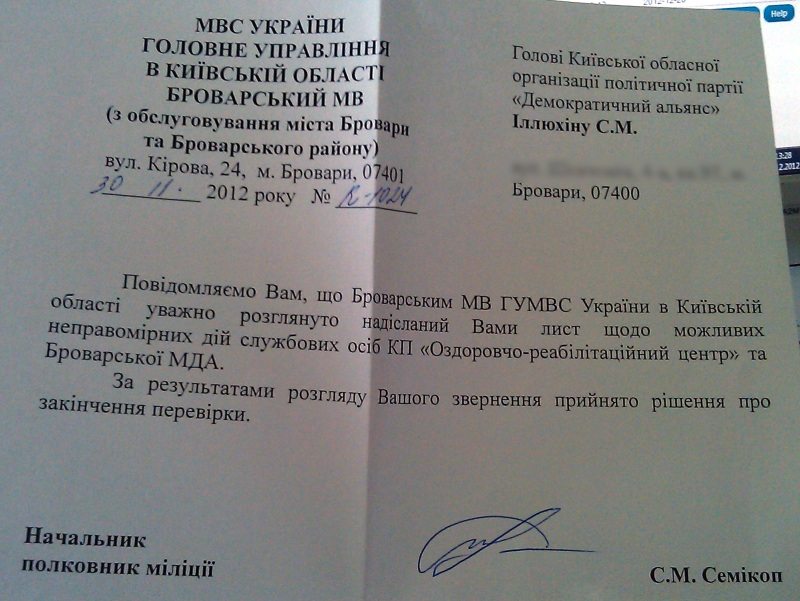 МВС УКРАЇНИ
ГОЛОВНЕ УПРАВЛІННЯ
В КИЇВСЬКІЙ ОБЛАСТІ
БРОВАРСЬКИЙ МВ
(з обслуговування міста Бровари
та Броварського району)
вул. Кірова, 24, м. Бровари, 07401
30 11. 2012 року № К-1024
Голові Київської обласної
організації політичної партії
«Демократичний альянс»
Іллюхіну С.М.
Бровари, 07400
Повідомляємо Вам, що Броварським МВ ГУМВС України в Київській
області уважно розглянуто надісланий Вами лист щодо можливих
неправомірних дій службових осіб КП «Оздоровчо-реабілітаційний центр» та
Броварської МДА.
За результатами розгляду Вашого звернення прийнято рішення про
закінчення перевірки.
Начальник
полковник міліції
С.М. Семікоп
Help
13:28